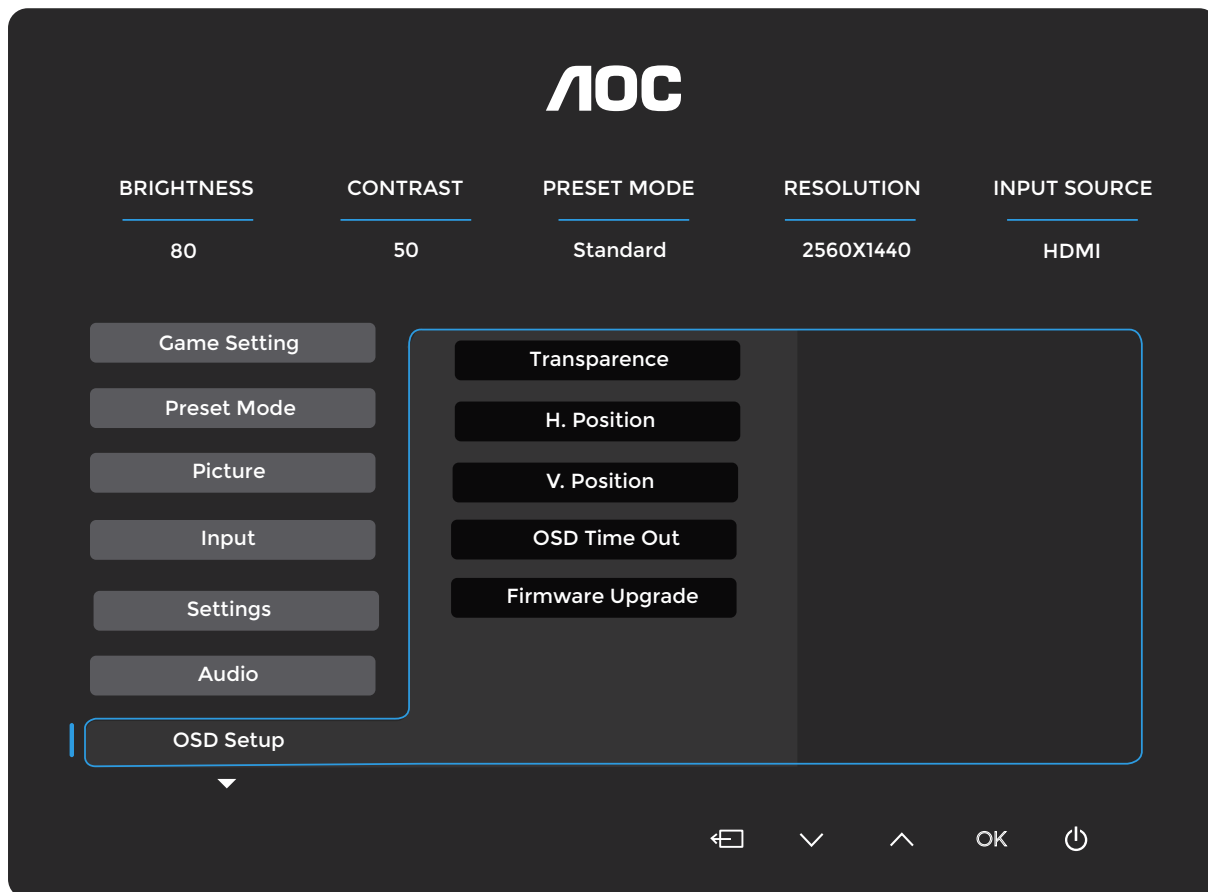 AOC
BRIGHTNESS CONTRAST PRESET MODE RESOLUTION INPUT SOURCE
80 50 Standard 2560X1440 HDMI
Game Setting
Preset Mode
Picture
Input
Settings
Audio
OSD Setup
Transparence
H. Position
V. Position
OSD Time Out
Firmware Upgrade
OK